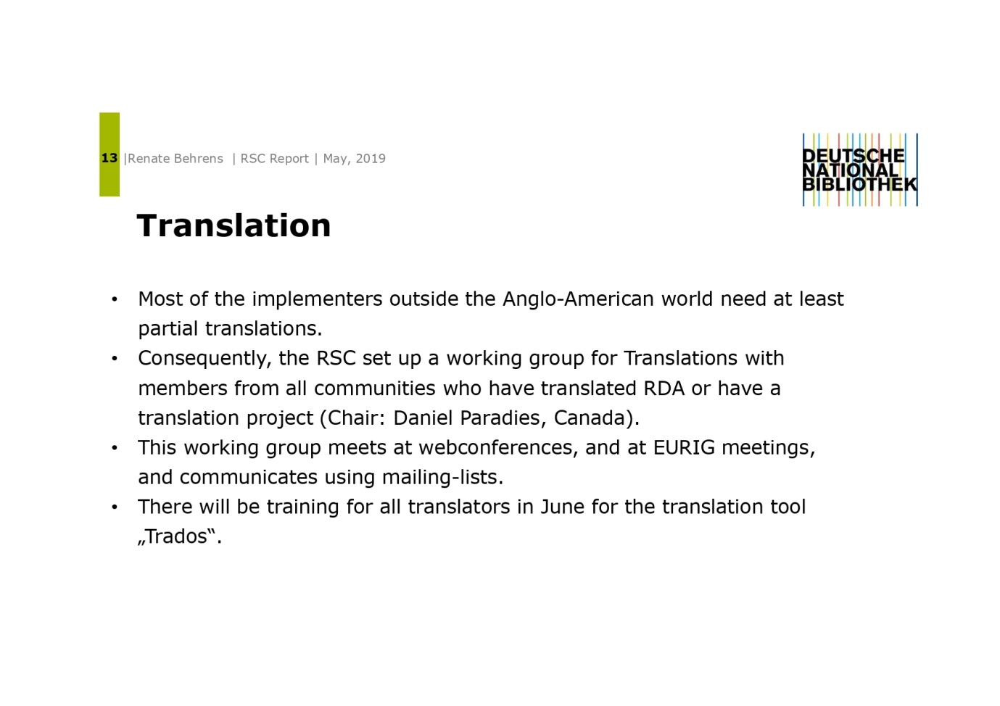 13 |Renate Behrens | RSC Report | May, 2019
DEUTSCHE
NATIONAL
BIBLIOTHEK
Translation
• Most of the implementers outside the Anglo-American world need at least
partial translations.
• Consequently, the RSC set up a working group for Translations with
members from all communities who have translated RDA or have a
translation project (Chair: Daniel Paradies, Canada).
• This working group meets at webconferences, and at EURIG meetings,
and communicates using mailing-lists.
• There will be training for all translators in June for the translation tool
„Trados“.